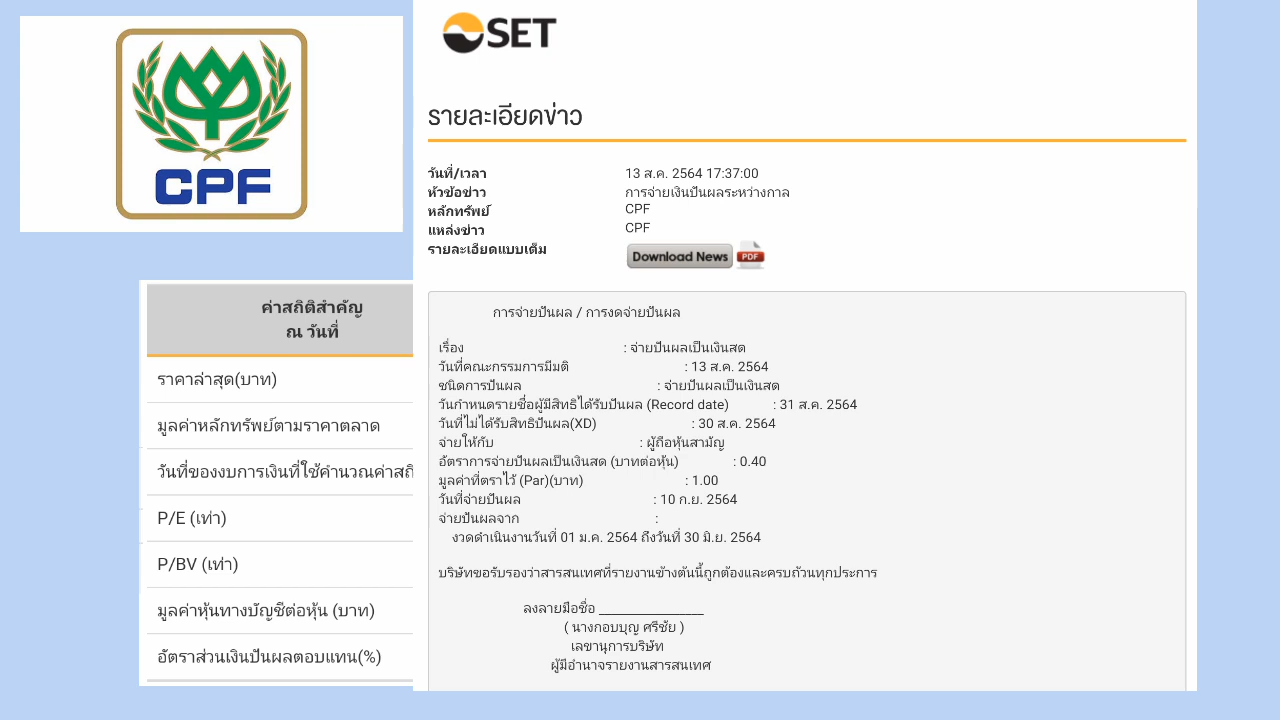 CPF
ค่าสถิติสำคัญ
ณ วันที่
ราคาล่าสุด(บาท)
มูลค่าหลักทรัพย์ตามราคาตลาด
วันที่ของงบการเงินที่ใช้คำนวณค่าสถิ
P/E (เท่า)
P/BV (เท่า)
มูลค่าหุ้นทางบัญชีต่อหุ้น (บาท)
อัตราส่วนเงินปันผลตอบแทน(%)
SET
รายละเอียดข่าว
วันที่/เวลา 13 ส.ค. 2564 17:37:00
หัวข้อข่าว การจ่ายเงินปันผลระหว่างกาล
หลักทรัพย์ CPF
แหล่งข่าว CPF
รายละเอียดแบบเต็ม Download News PDF
การจ่ายปันผล / การงดจ่ายปันผล
เรื่อง : จ่ายปันผลเป็นเงินสด
วันที่คณะกรรมการมีมติ : 13 ส.ค. 2564
ชนิดการปันผล : จ่ายปันผลเป็นเงินสด
วันกำหนดรายชื่อผู้มีสิทธิได้รับปันผล (Record date) : 31 ส.ค. 2564
วันที่ไม่ได้รับสิทธิปันผล(XD) : 30 ส.ค. 2564
จ่ายให้กับ : ผู้ถือหุ้นสามัญ
อัตราการจ่ายปันผลเป็นเงินสด (บาทต่อหุ้น) : 0.40
มูลค่าที่ตราไว้ (Par)(บาท) : 1.00
วันที่จ่ายปันผล : 10 ก.ย. 2564
จ่ายปันผลจาก :
งวดดำเนินงานวันที่ 01 ม.ค. 2564 ถึงวันที่ 30 มิ.ย. 2564
บริษัทขอรับรองว่าสารสนเทศที่รายงานข้างต้นนี้ถูกต้องและครบถ้วนทุกประการ
ลงลายมือชื่อ _________________
( นางกอบบุญ ศรีชัย )
เลขานุการบริษัท
ผู้มีอำนาจรายงานสารสนเทศ